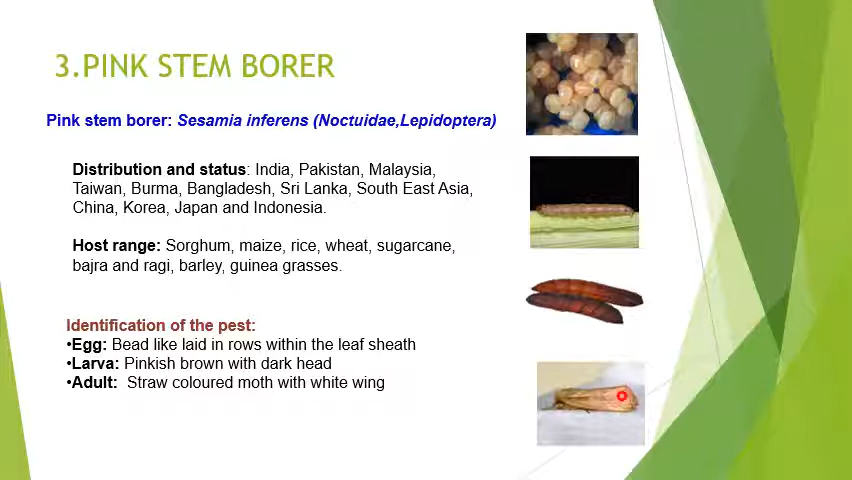 3.PINK STEM BORER
Pink stem borer: Sesamia inferens (Noctuidae,Lepidoptera)
Distribution and status: India, Pakistan, Malaysia,
Taiwan, Burma, Bangladesh, Sri Lanka, South East Asia,
China, Korea, Japan and Indonesia.
Host range: Sorghum, maize, rice, wheat, sugarcane,
bajra and ragi, barley, guinea grasses.
Identification of the pest:
•Egg: Bead like laid in rows within the leaf sheath
•Larva: Pinkish brown with dark head
•Adult: Straw coloured moth with white wing